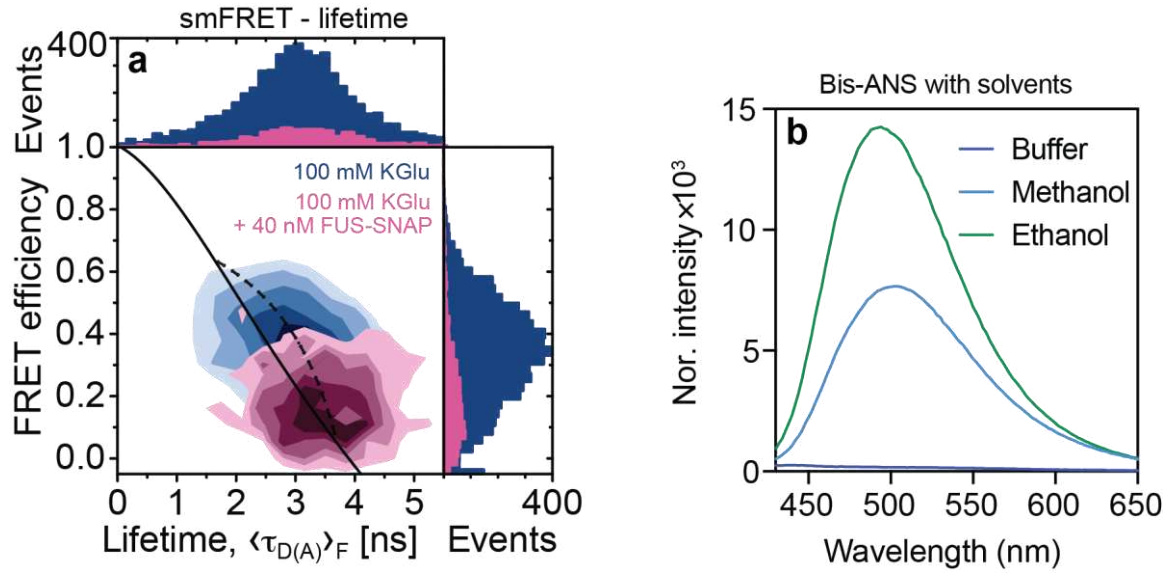 smFRET - lifetime
400
Events
a
1.0
0.8
0.6
0.4
0.2
0.0
FRET efficiency
100 mM KGlu
100 mM KGlu
+ 40 nM FUS-SNAP
0 1 2 3 4 5
400
Lifetime, ⟨τD(A)⟩F [ns]
Events
Bis-ANS with solvents
b
15
10
5
0
Nor. intensity ×10³
Buffer
Methanol
Ethanol
450 500 550 600 650
Wavelength (nm)